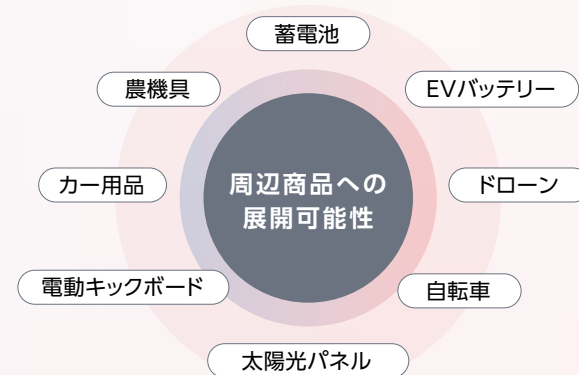 蓄電池
農機具
EVバッテリー
カー用品
周辺商品への
展開可能性
ドローン
電動キックボード
自転車
太陽光パネル